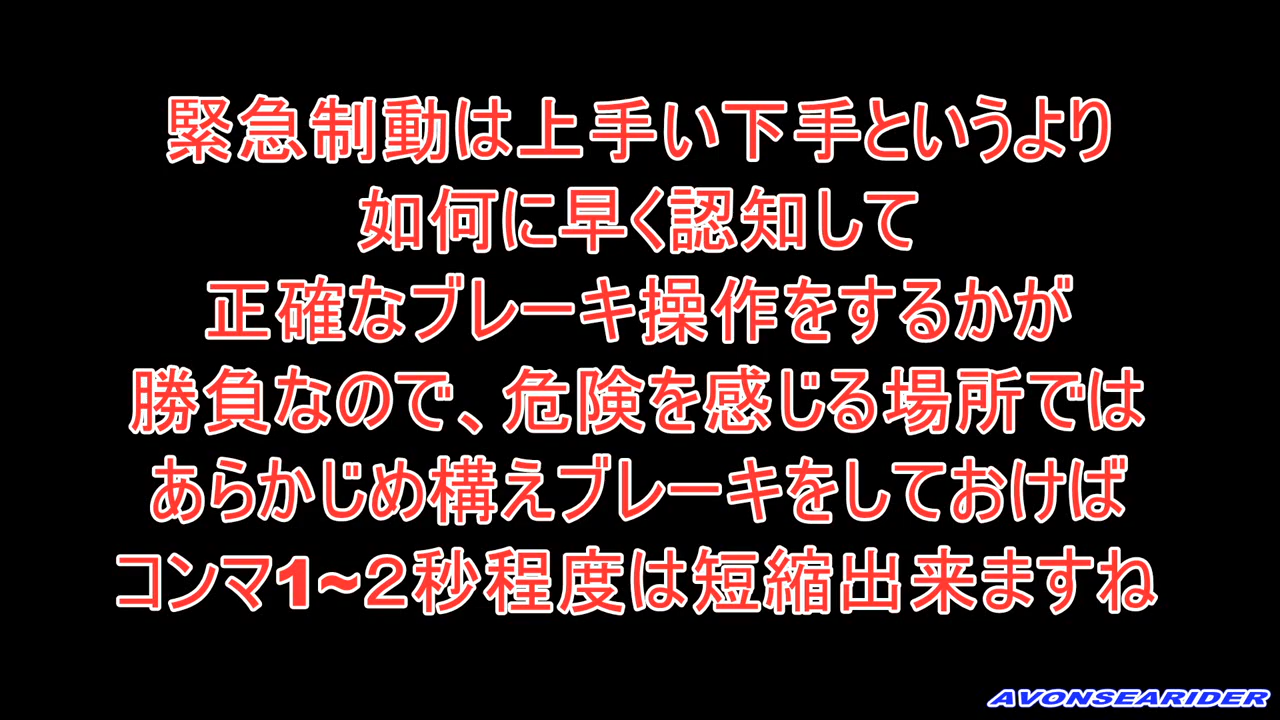 緊急制動は上手い下手というより
如何に早く認知して
正確なブレーキ操作をするかが
勝負なので、危険を感じる場所では
あらかじめ構えブレーキをしておけば
コンマ1~２秒程度は短縮出来ますね
AVONSEARIDER